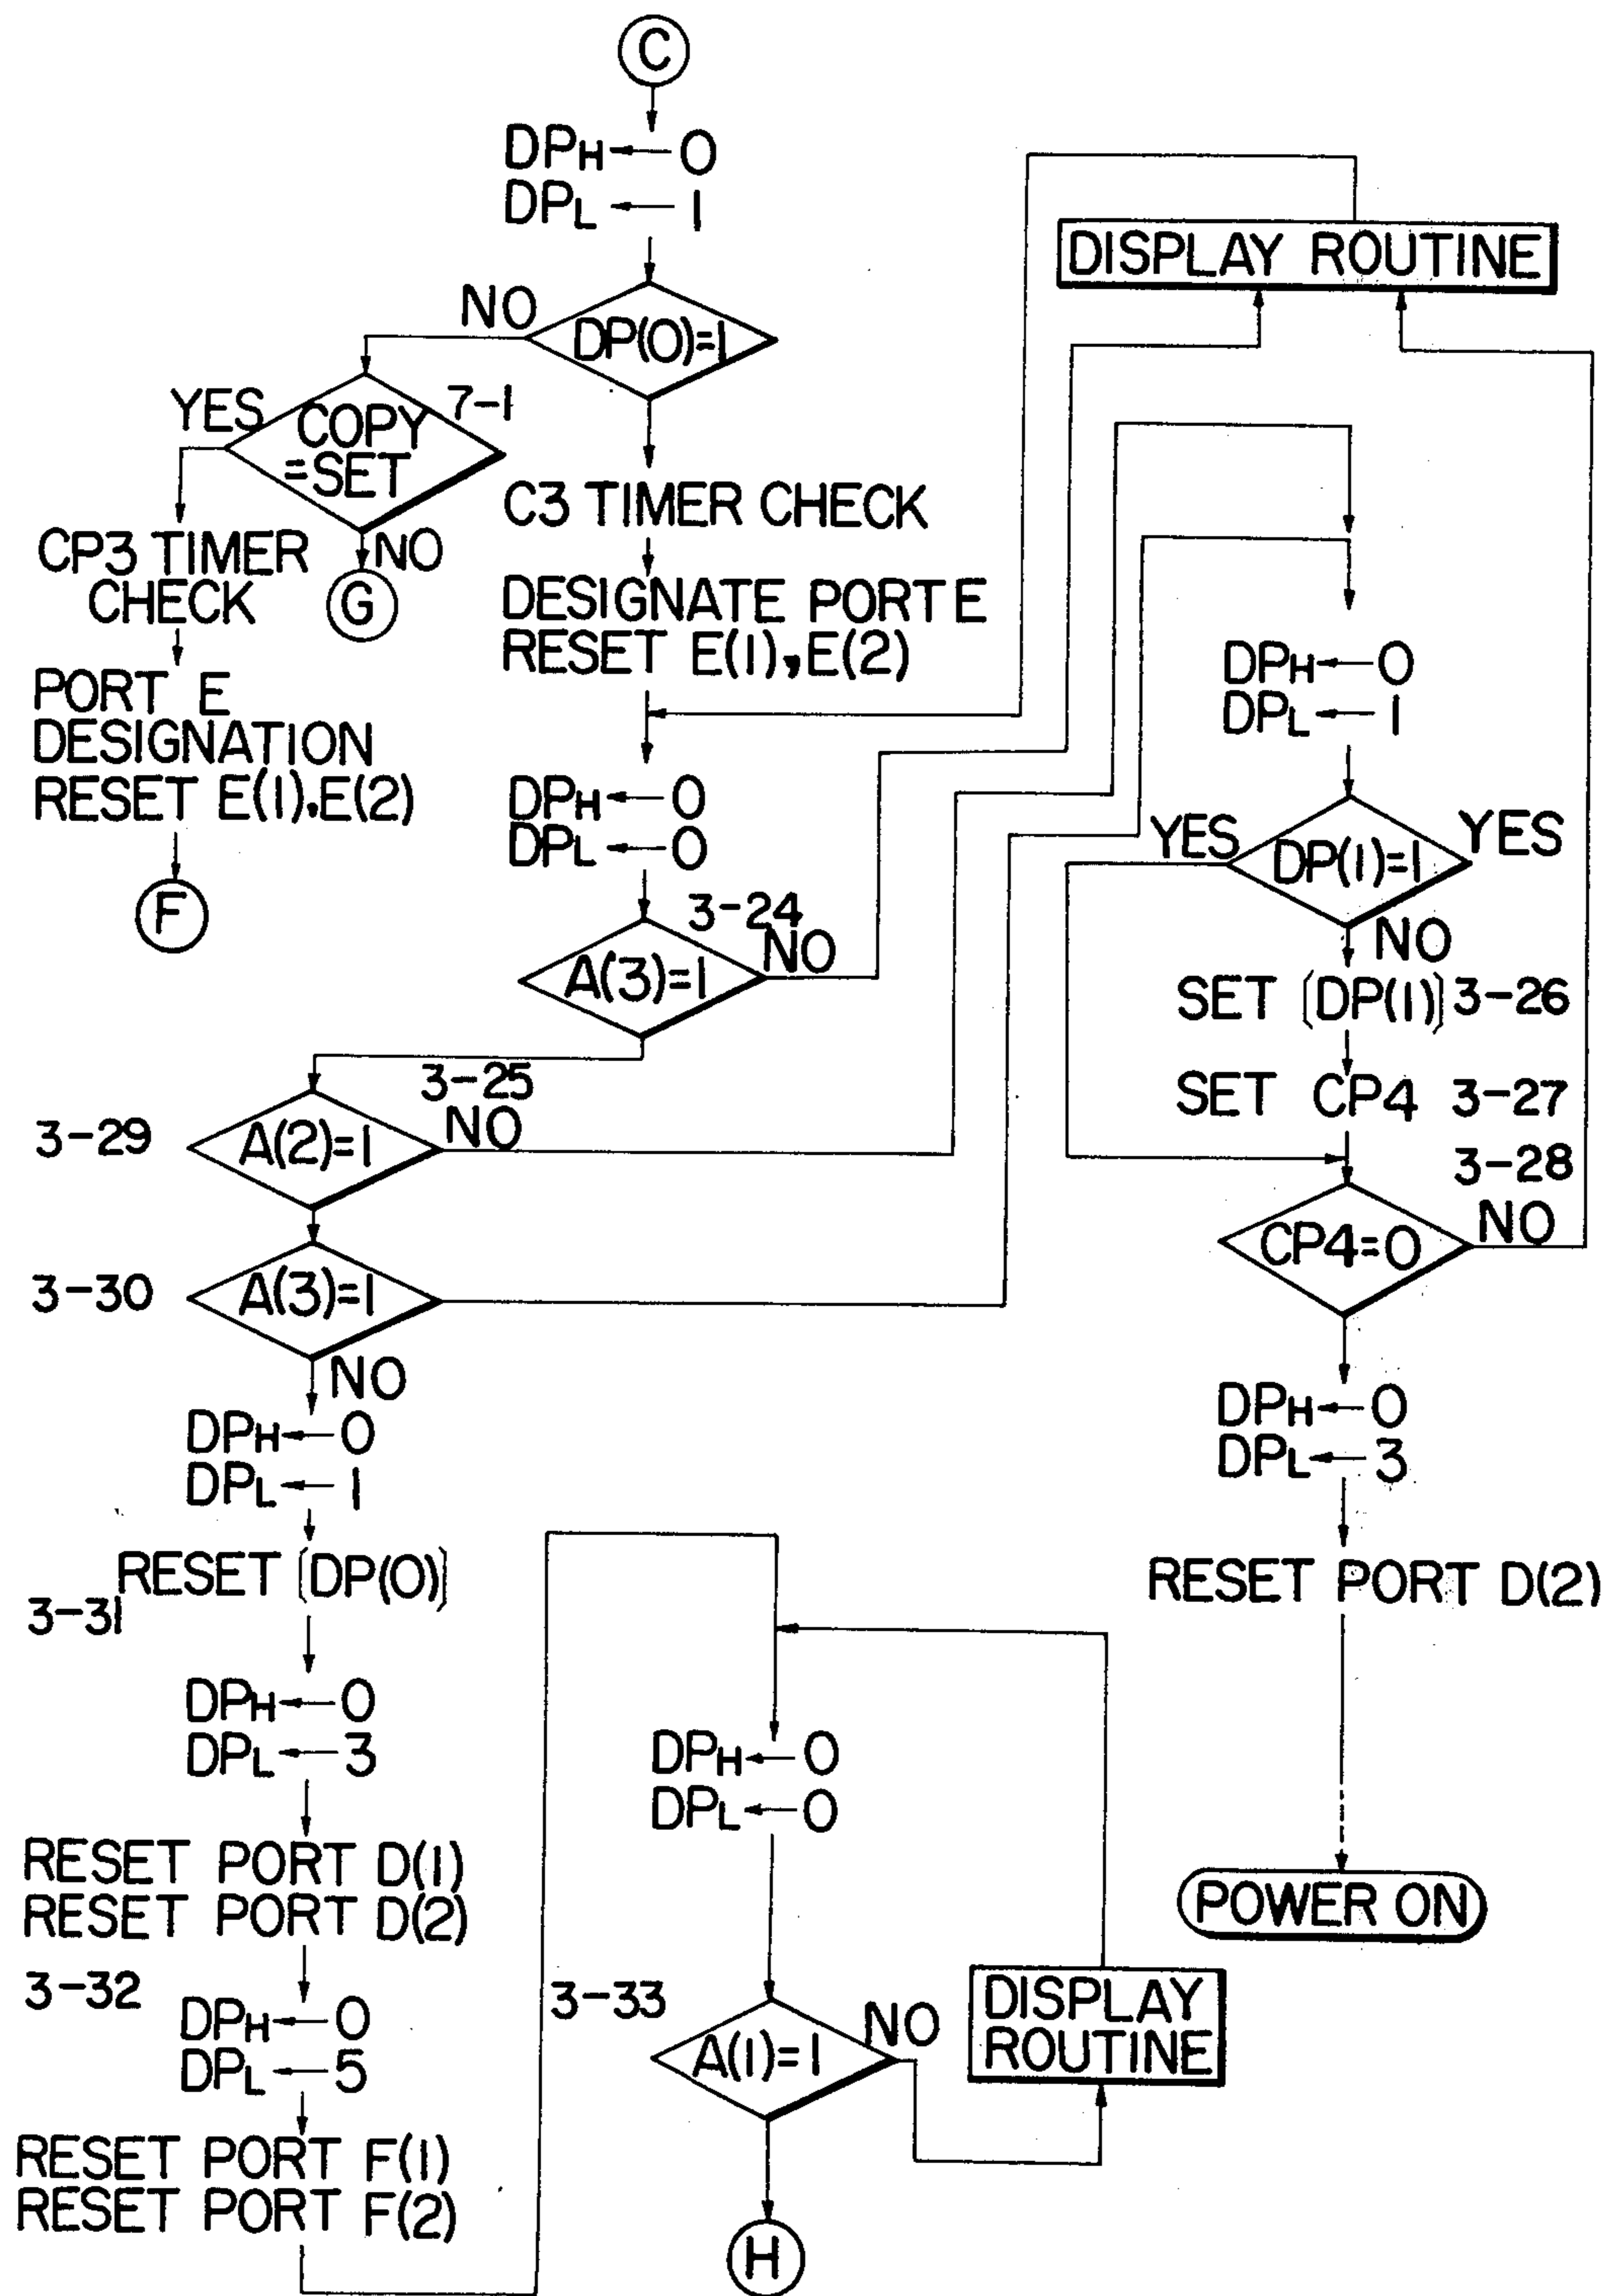 C
DPH←0
DPL←1
DP(0)=1
NO
COPY
=SET
7-1
YES
NO
G
CP3 TIMER
CHECK
PORT E
DESIGNATION
RESET E(1),E(2)
F
C3 TIMER CHECK
DESIGNATE PORT E
RESET E(1),E(2)
DPH←0
DPL←0
3-24
A(3)=1
NO
3-25
3-29
A(2)=1
NO
3-30
A(3)=1
NO
DPH←0
DPL←1
RESET [DP(0)]
3-31
DPH←0
DPL←3
RESET PORT D(1)
RESET PORT D(2)
3-32
DPH←0
DPL←5
RESET PORT F(1)
RESET PORT F(2)
DPH←0
DPL←0
3-33
A(1)=1
NO
DISPLAY
ROUTINE
H
DISPLAY ROUTINE
DPH←0
DPL←1
YES
DP(1)=1
YES
NO
SET [DP(1)] 3-26
SET CP4 3-27
3-28
CP4=0
NO
DPH←0
DPL←3
RESET PORT D(2)
POWER ON